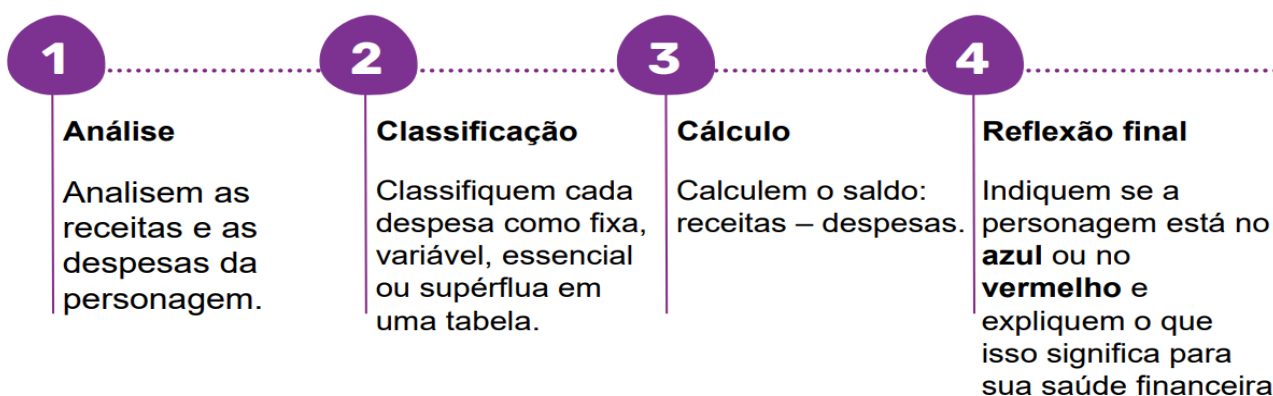 1
Análise
Analisem as
receitas e as
despesas da
personagem.
2
Classificação
Classifiquem cada
despesa como fixa,
variável, essencial
ou supérflua em
uma tabela.
3
Cálculo
Calculem o saldo:
receitas – despesas.
4
Reflexão final
Indiquem se a
personagem está no
azul ou no
vermelho e
expliquem o que
isso significa para
sua saúde financeira